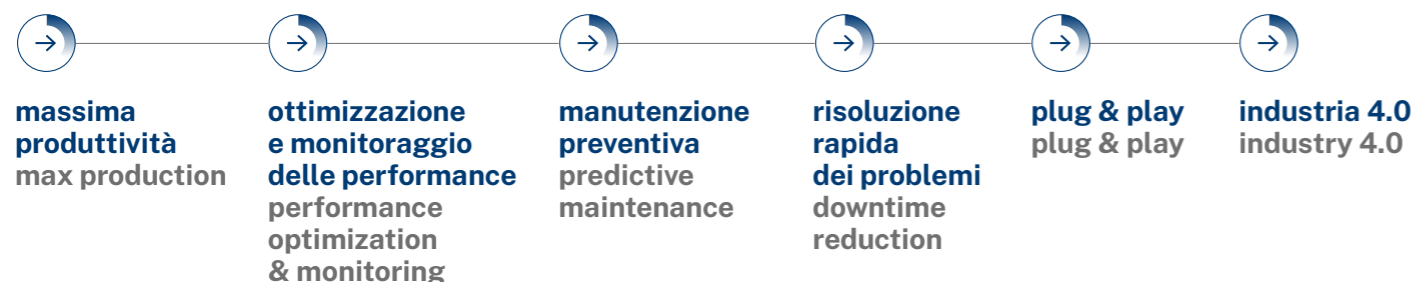 massima
produttività
max production
ottimizzazione
e monitoraggio
delle performance
performance
optimization
& monitoring
manutenzione
preventiva
predictive
maintenance
risoluzione
rapida
dei problemi
downtime
reduction
plug & play
plug & play
industria 4.0
industry 4.0